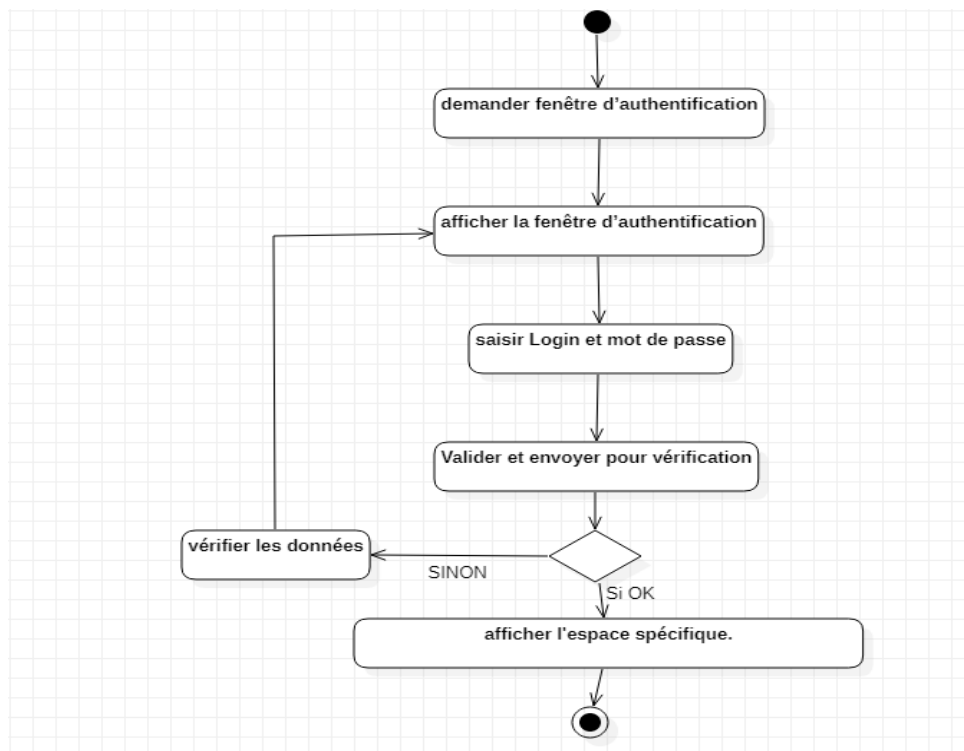 demander fenêtre d’authentification
afficher la fenêtre d’authentification
saisir Login et mot de passe
Valider et envoyer pour vérification
vérifier les données
SINON
Si OK
afficher l'espace spécifique.